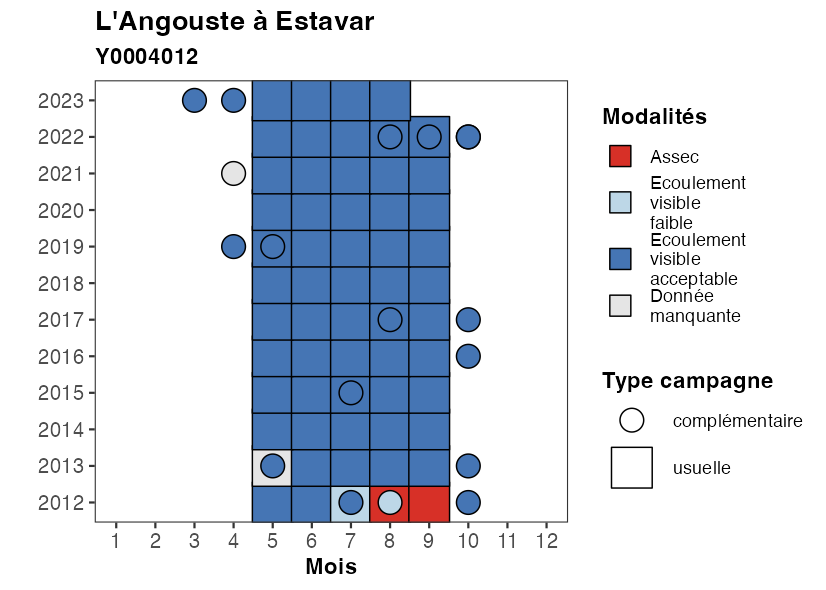 L'Angouste à Estavar
Y0004012
2023
2022
2021
2020
2019
2018
2017
2016
2015
2014
2013
2012
1 2 3 4 5 6 7 8 9 10 11 12
Mois
Modalités
Assec
Ecoulement
visible
faible
Ecoulement
visible
acceptable
Donnée
manquante
Type campagne
complémentaire
usuelle